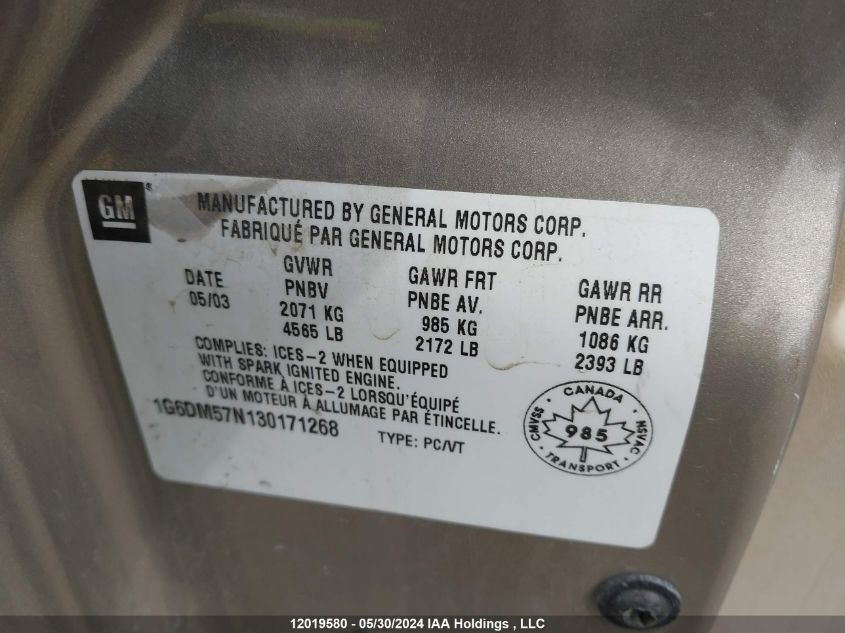 GM
MANUFACTURED BY GENERAL MOTORS CORP.
FABRIQUÉ PAR GENERAL MOTORS CORP.
DATE
05/03
GVWR
PNBV
2071 KG
4565 LB
GAWR FRT
PNBE AV.
985 KG
2172 LB
GAWR RR
PNBE ARR.
1086 KG
2393 LB
COMPLIES: ICES-2 WHEN EQUIPPED
WITH SPARK IGNITED ENGINE.
CONFORME À ICES-2 LORSQU'ÉQUIPÉ
D'UN MOTEUR À ALLUMAGE PAR ÉTINCELLE.
1G6DM57N130171268
TYPE: PC/VT
CANADA
CMVSS
985
NSVAC
TRANSPORT
12019580 - 05/30/2024 IAA Holdings , LLC